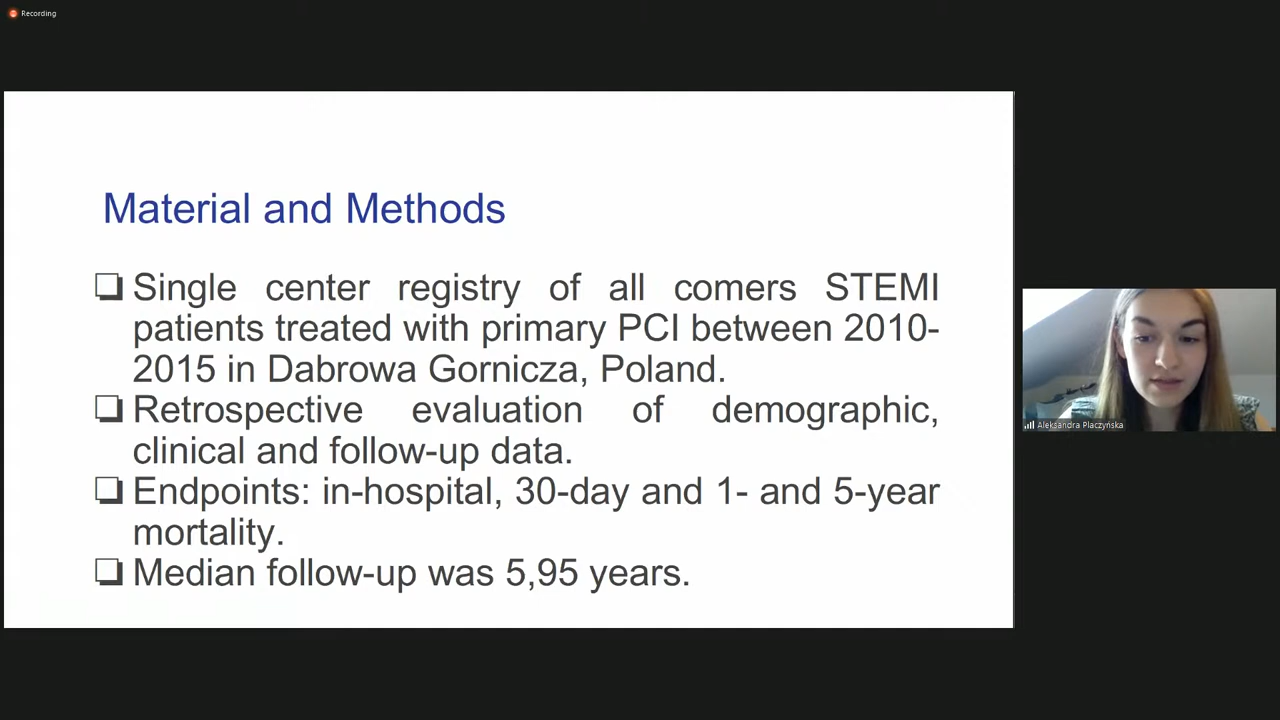 Recording
Material and Methods
❏ Single center registry of all comers STEMI
patients treated with primary PCI between 2010-
2015 in Dabrowa Gornicza, Poland.
❏ Retrospective evaluation of demographic,
clinical and follow-up data.
❏ Endpoints: in-hospital, 30-day and 1- and 5-year
mortality.
❏ Median follow-up was 5,95 years.
Aleksandra Placzyńska